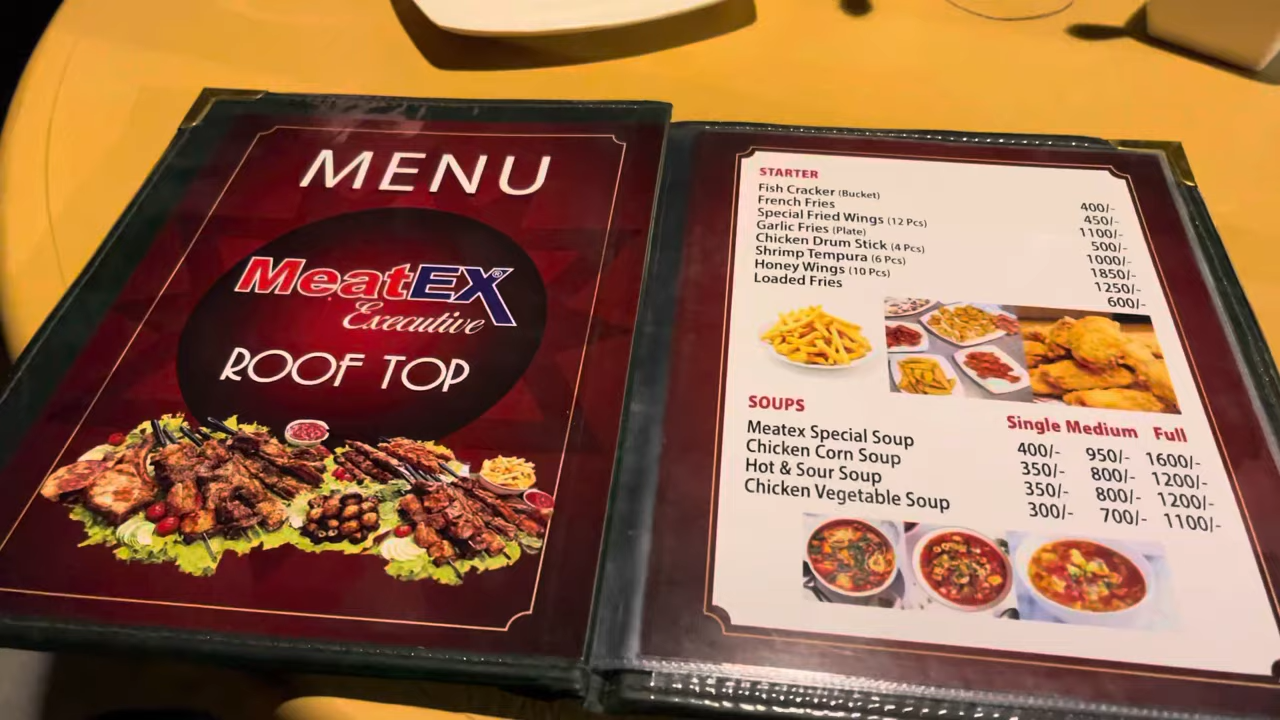 MENU
MeatEX®
Executive
ROOF TOP
STARTER
Fish Cracker (Bucket) 400/-
French Fries 450/-
Special Fried Wings (12 Pcs) 1100/-
Garlic Fries (Plate) 500/-
Chicken Drum Stick (4 Pcs) 1000/-
Shrimp Tempura (6 Pcs) 1850/-
Honey Wings (10 Pcs) 1250/-
Loaded Fries 600/-
SOUPS Single Medium Full
Meatex Special Soup 400/- 950/- 1600/-
Chicken Corn Soup 350/- 800/- 1200/-
Hot & Sour Soup 350/- 800/- 1200/-
Chicken Vegetable Soup 300/- 700/- 1100/-